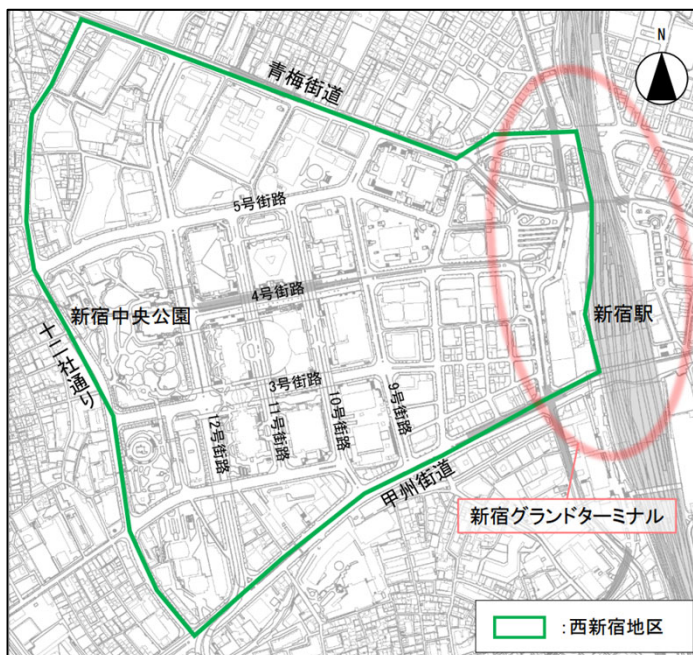 N
青梅街道
5号街路
4号街路
新宿中央公園
新宿駅
十二社通り
3号街路
12号街路
11号街路
10号街路
9号街路
甲州街道
新宿グランドターミナル
:西新宿地区